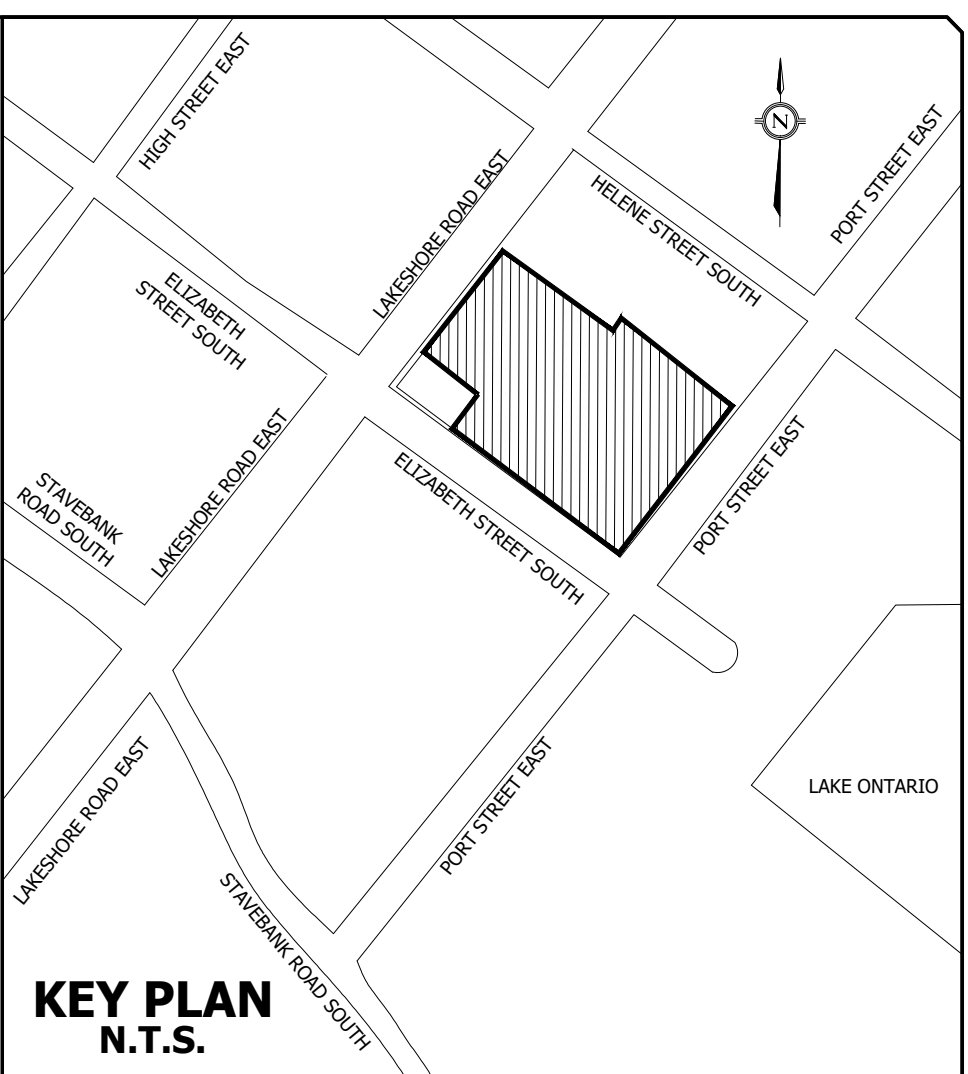 HIGH STREET EAST
LAKESHORE ROAD EAST
HELENE STREET SOUTH
N
PORT STREET EAST
ELIZABETH
STREET SOUTH
LAKESHORE ROAD EAST
STAVEBANK
ROAD SOUTH
ELIZABETH STREET SOUTH
PORT STREET EAST
LAKESHORE ROAD EAST
PORT STREET EAST
LAKE ONTARIO
STAVEBANK ROAD SOUTH
KEY PLAN
N.T.S.